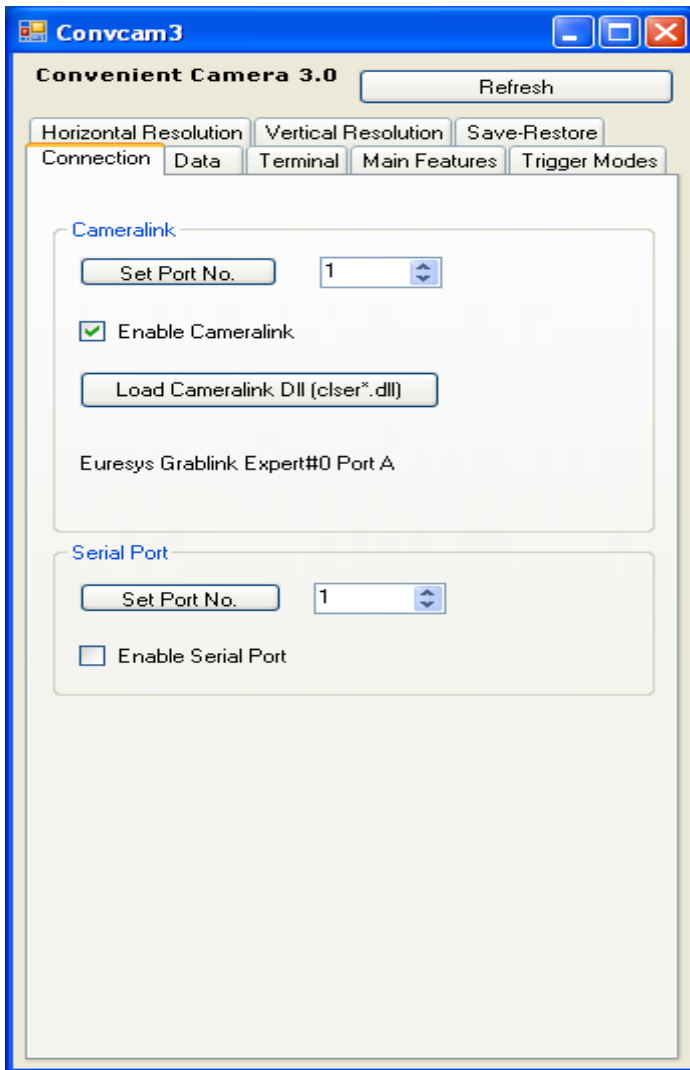 Convcam3
Convenient Camera 3.0
Refresh
Horizontal Resolution Vertical Resolution Save-Restore
Connection Data Terminal Main Features Trigger Modes
Cameralink
Set Port No. 1
Enable Cameralink
Load Cameralink Dll (clser*.dll)
Euresys Grablink Expert#0 Port A
Serial Port
Set Port No. 1
Enable Serial Port